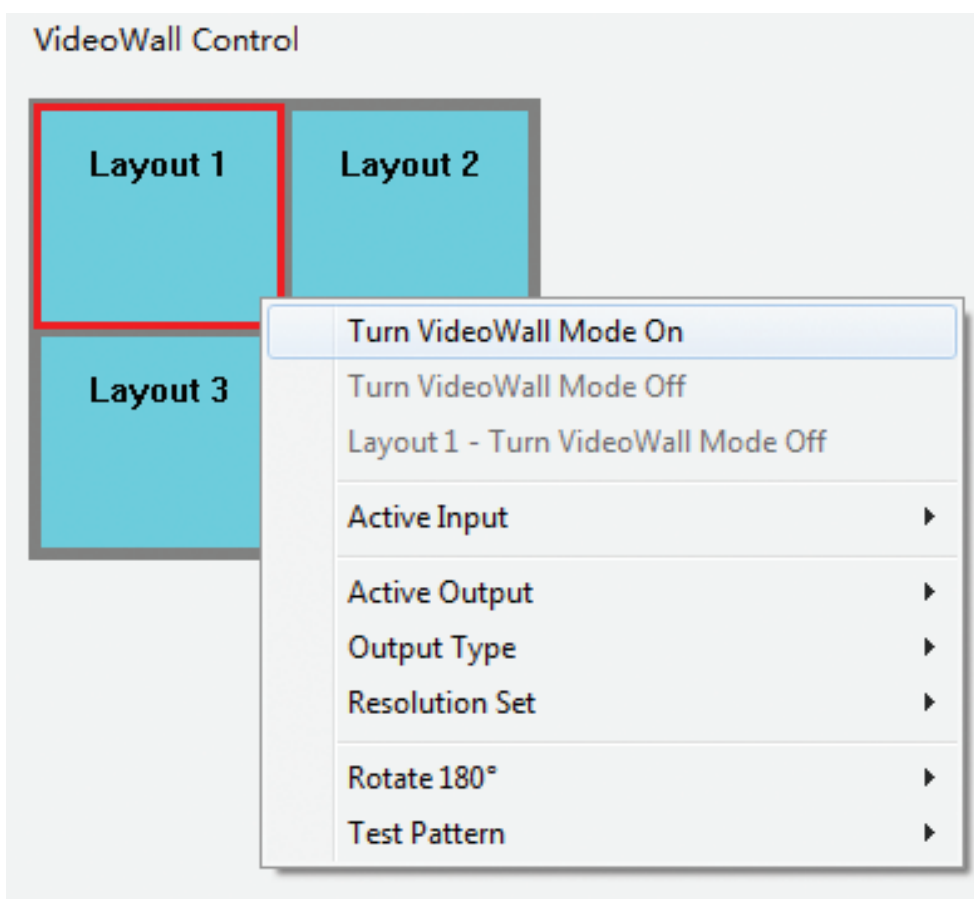 VideoWall Control
Layout 1
Layout 2
Layout 3
Turn VideoWall Mode On
Turn VideoWall Mode Off
Layout 1 - Turn VideoWall Mode Off
Active Input
Active Output
Output Type
Resolution Set
Rotate 180°
Test Pattern